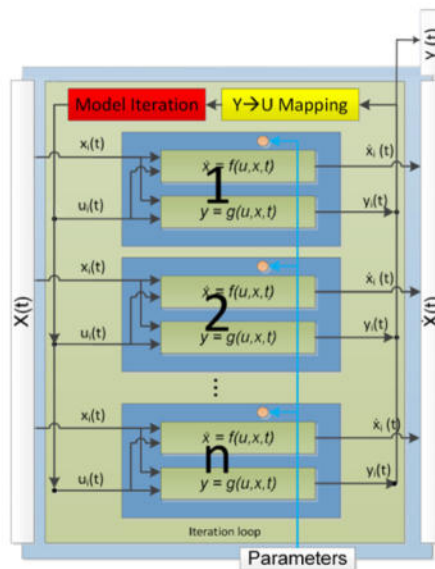 Y(t)
Model Iteration
Y→U Mapping
X(t)
xᵢ(t)
uᵢ(t)
1
ẋ = f(u,x,t)
y = g(u,x,t)
ẋᵢ (t)
yᵢ(t)
xᵢ(t)
uᵢ(t)
2
ẋ = f(u,x,t)
y = g(u,x,t)
ẋᵢ (t)
yᵢ(t)
Ẋ(t)
...
xᵢ(t)
uᵢ(t)
n
ẋ = f(u,x,t)
y = g(u,x,t)
ẋᵢ (t)
yᵢ(t)
Iteration loop
Parameters